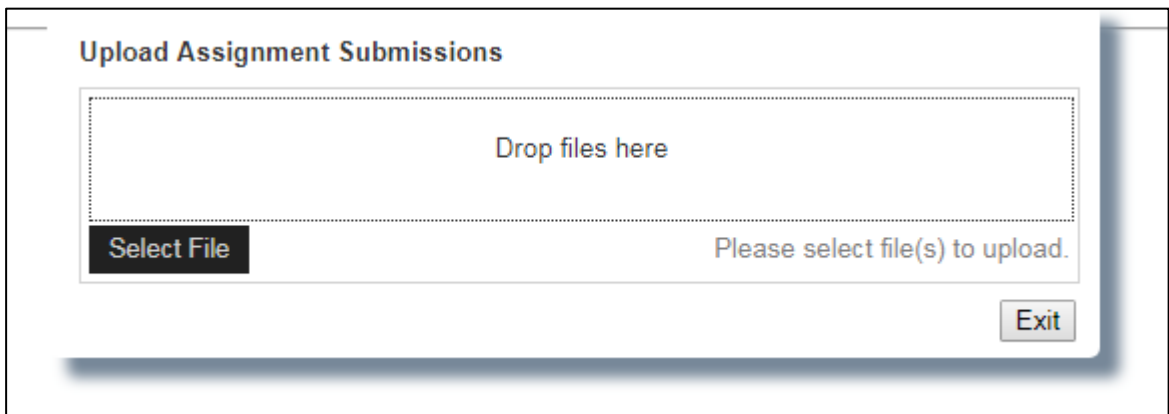 Upload Assignment Submissions
Drop files here
Select File
Please select file(s) to upload.
Exit